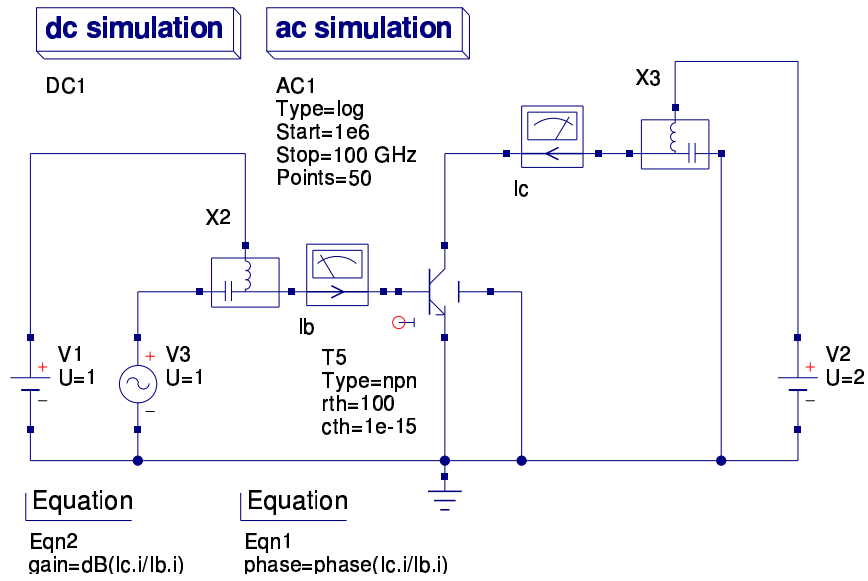 dc simulation
ac simulation
DC1
AC1
Type=log
Start=1e6
Stop=100 GHz
Points=50
X3
Ic
X2
Ib
V1
U=1
V3
U=1
T5
Type=npn
rth=100
cth=1e-15
V2
U=2
Equation
Eqn2
gain=dB(Ic.i/Ib.i)
Equation
Eqn1
phase=phase(Ic.i/Ib.i)